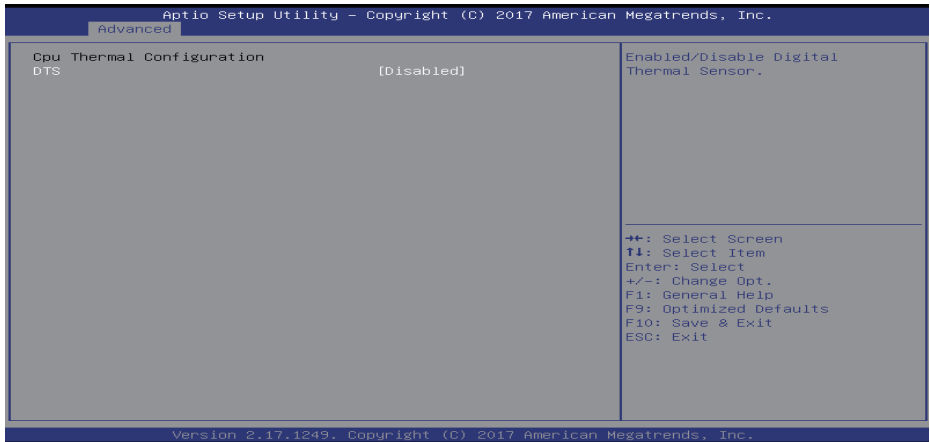 Aptio Setup Utility – Copyright (C) 2017 American Megatrends, Inc.
Advanced
Cpu Thermal Configuration
DTS [Disabled]
Enabled/Disable Digital
Thermal Sensor.
→←: Select Screen
↑↓: Select Item
Enter: Select
+/-: Change Opt.
F1: General Help
F9: Optimized Defaults
F10: Save & Exit
ESC: Exit
Version 2.17.1249. Copyright (C) 2017 American Megatrends, Inc.